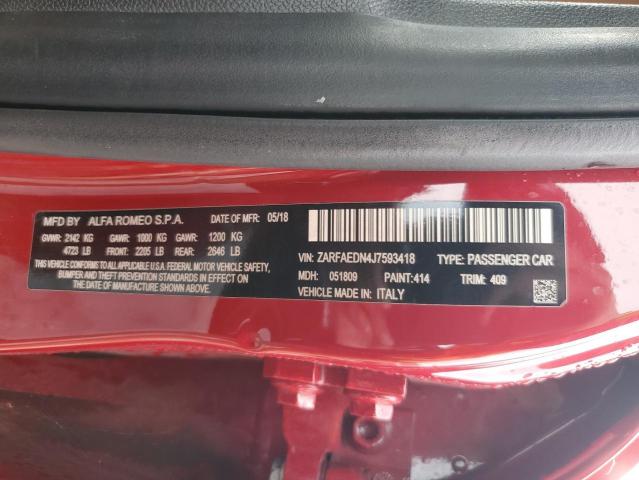 MFD BY ALFA ROMEO S.P.A. DATE OF MFR: 05/18
GVWR: 2142 KG GAWR: 1000 KG GAWR: 1200 KG
4723 LB FRONT: 2205 LB REAR: 2646 LB
THIS VEHICLE CONFORMS TO ALL APPLICABLE U.S.A. FEDERAL MOTOR VEHICLE SAFETY,
BUMPER AND THEFT PREVENTION STANDARDS IN EFFECT ON
THE DATE OF MANUFACTURE SHOWN ABOVE.
VIN: ZARFAEDN4J7593418 TYPE: PASSENGER CAR
MDH: 051809 PAINT: 414 TRIM: 409
VEHICLE MADE IN: ITALY